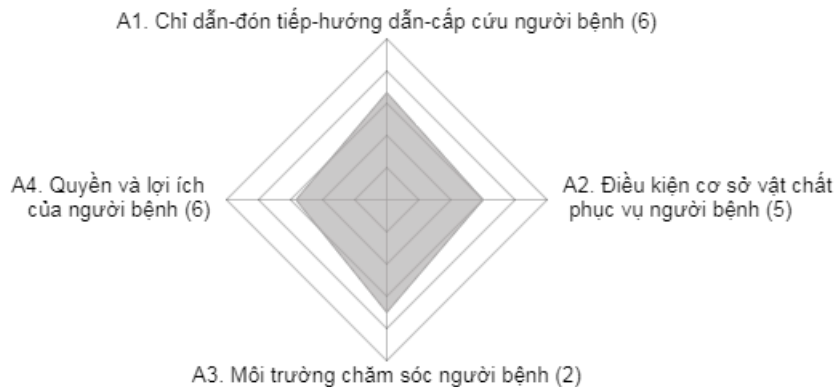 A1. Chỉ dẫn-đón tiếp-hướng dẫn-cấp cứu người bệnh (6)
A4. Quyền và lợi ích
của người bệnh (6)
A2. Điều kiện cơ sở vật chất
phục vụ người bệnh (5)
A3. Môi trường chăm sóc người bệnh (2)